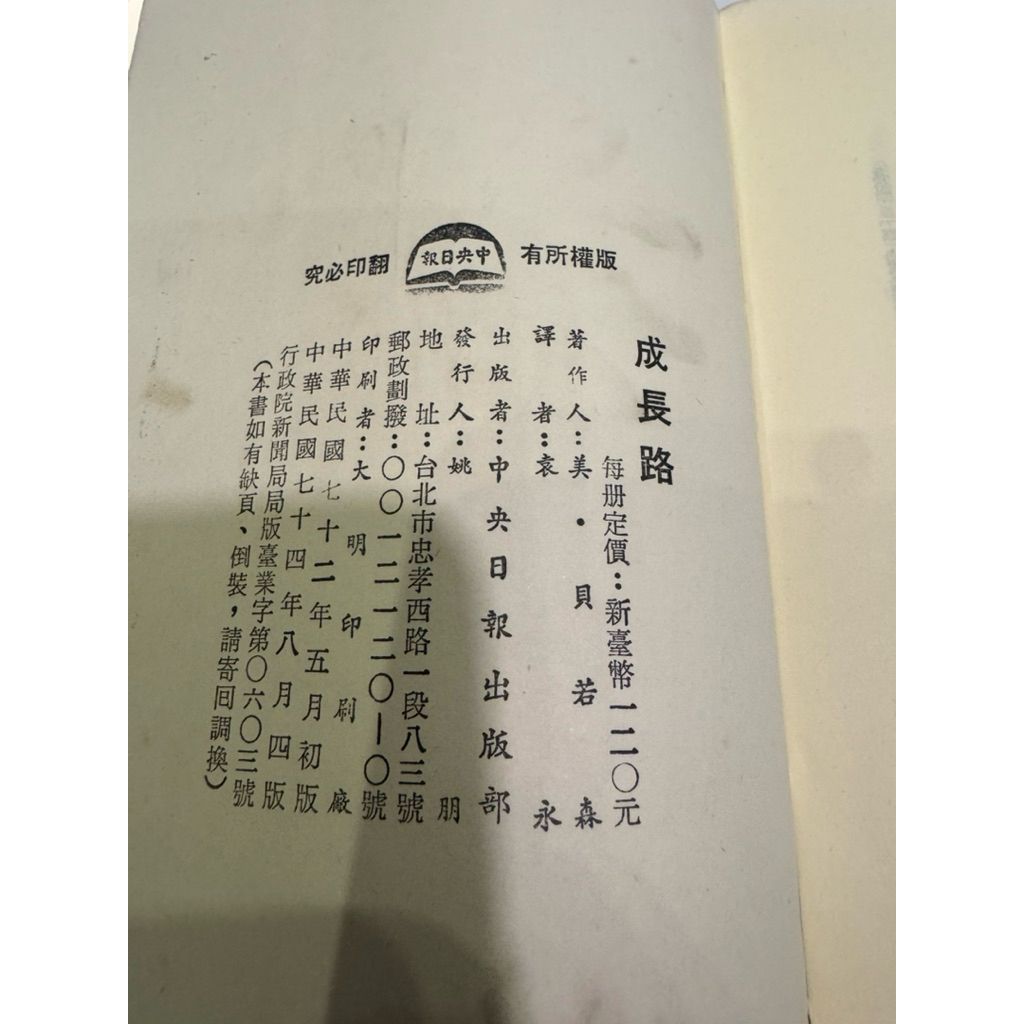 版權所有
中央日報
翻印必究
成長路
每冊定價：新臺幣一二〇元
著作人：美・貝若森
譯者：袁永
出版者：中央日報出版部
發行人：姚朋
地址：台北市忠孝西路一段八三號
郵政劃撥：〇〇一二一二〇—〇號
印刷者：大明印刷廠
中華民國七十二年五月初版
中華民國七十四年八月四版
行政院新聞局局版臺業字第〇六〇三號
（本書如有缺頁、倒裝，請寄回調換）